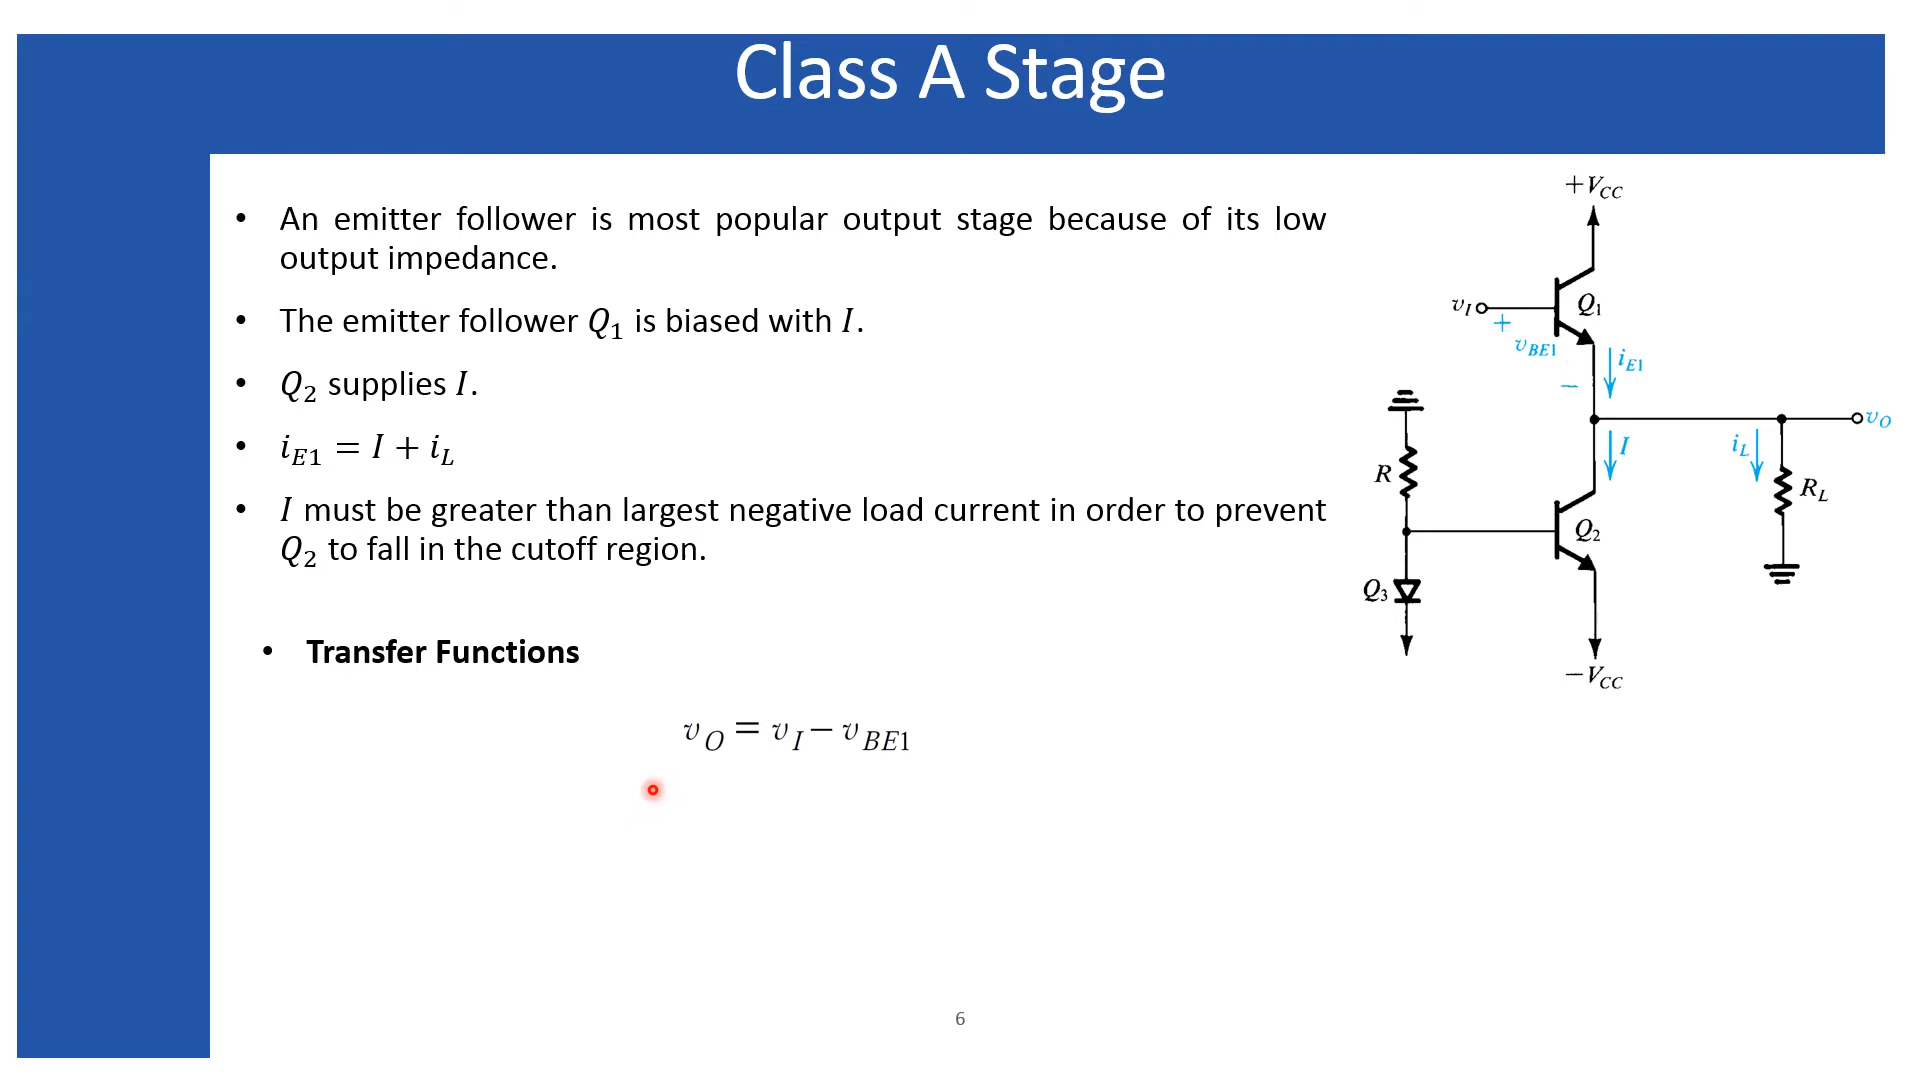 Class A Stage
• An emitter follower is most popular output stage because of its low
output impedance.
• The emitter follower Q₁ is biased with I.
• Q₂ supplies I.
• i_E1 = I + i_L
• I must be greater than largest negative load current in order to prevent
Q₂ to fall in the cutoff region.
• Transfer Functions
v_O = v_I − v_BE1
+V_CC
v_I
Q₁
+
v_BE1
−
i_E1
v_O
I
i_L
R
R_L
Q₂
Q₃
−V_CC
6